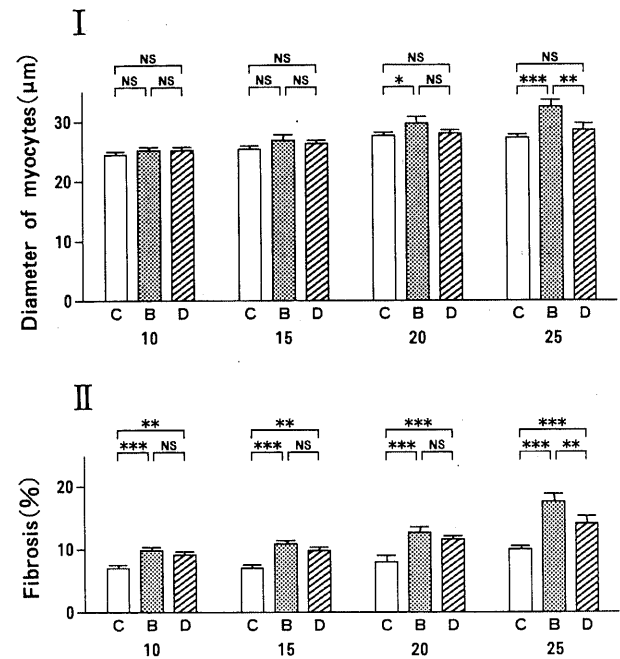 I
NS NS NS NS
NS NS NS NS * NS *** **
Diameter of myocytes(μm)
30
20
10
0
C B D C B D C B D C B D
10 15 20 25
II
** ** *** ***
*** NS *** NS *** NS *** **
Fibrosis(%)
20
10
0
C B D C B D C B D C B D
10 15 20 25